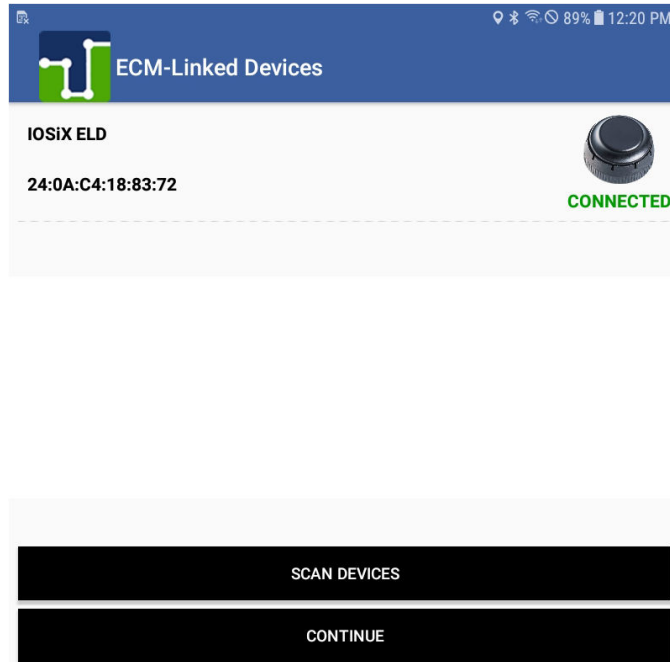 89% 12:20 PM
ECM-Linked Devices
IOSiX ELD
24:0A:C4:18:83:72
CONNECTED
SCAN DEVICES
CONTINUE